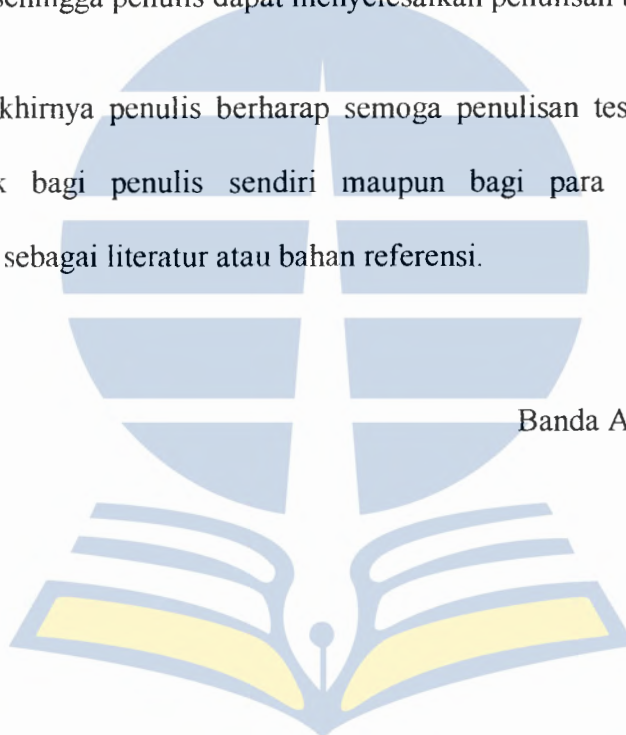 sehingga penulis dapat menyelesaikan penulisan
khirnya penulis berharap semoga penulisan tes
k bagi penulis sendiri maupun bagi para
sebagai literatur atau bahan referensi.
Banda A